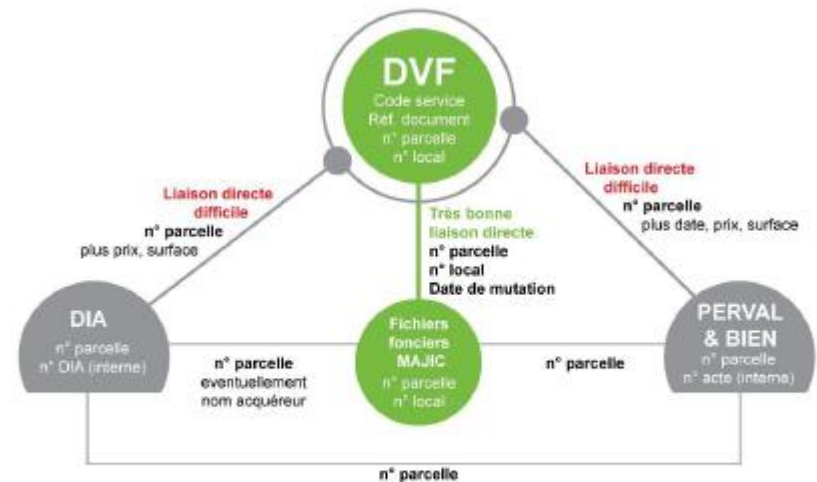 DVF
Code service
Réf. document
n° parcelle
n° local
Liaison directe
difficile
n° parcelle
plus prix, surface
Très bonne
liaison directe
n° parcelle
n° local
Date de mutation
Liaison directe
difficile
n° parcelle
plus date, prix, surface
DIA
n° parcelle
n° DIA (interne)
n° parcelle
eventuellement
nom acquéreur
Fichiers
fonciers
MAJIC
n° parcelle
n° local
n° parcelle
PERVAL
& BIEN
n° parcelle
n° acte (interne)
n° parcelle